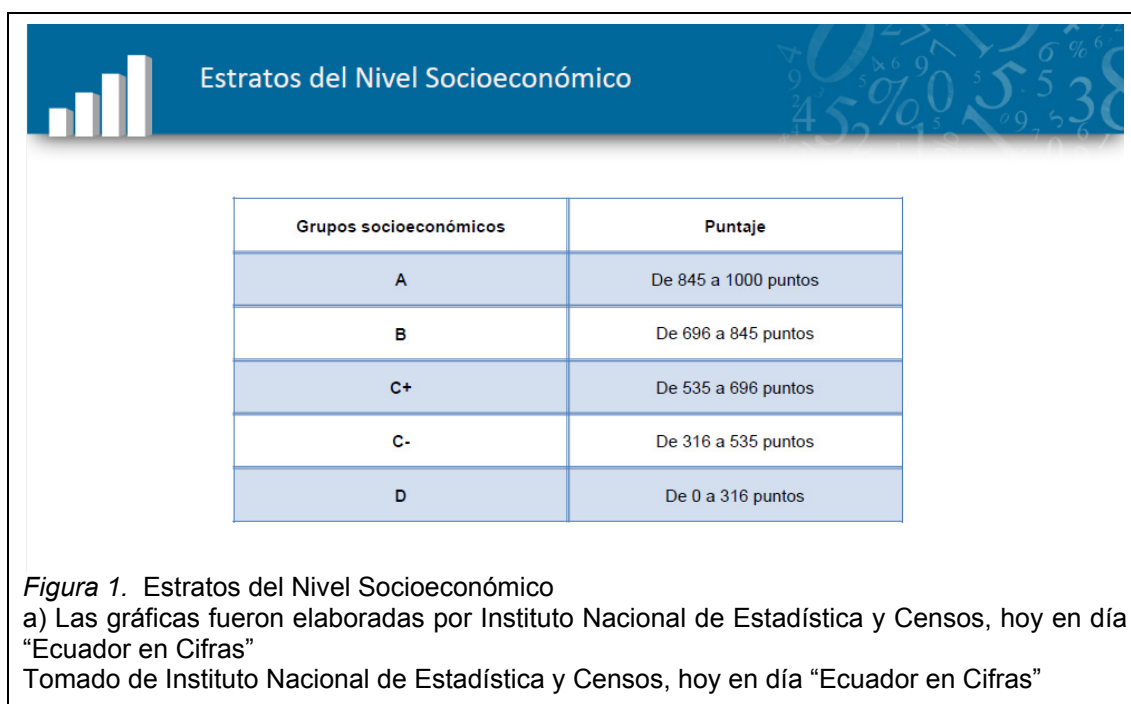 Estratos del Nivel Socioeconómico
Grupos socioeconómicos Puntaje
A De 845 a 1000 puntos
B De 696 a 845 puntos
C+ De 535 a 696 puntos
C- De 316 a 535 puntos
D De 0 a 316 puntos
Figura 1. Estratos del Nivel Socioeconómico
a) Las gráficas fueron elaboradas por Instituto Nacional de Estadística y Censos, hoy en día
“Ecuador en Cifras”
Tomado de Instituto Nacional de Estadística y Censos, hoy en día “Ecuador en Cifras”